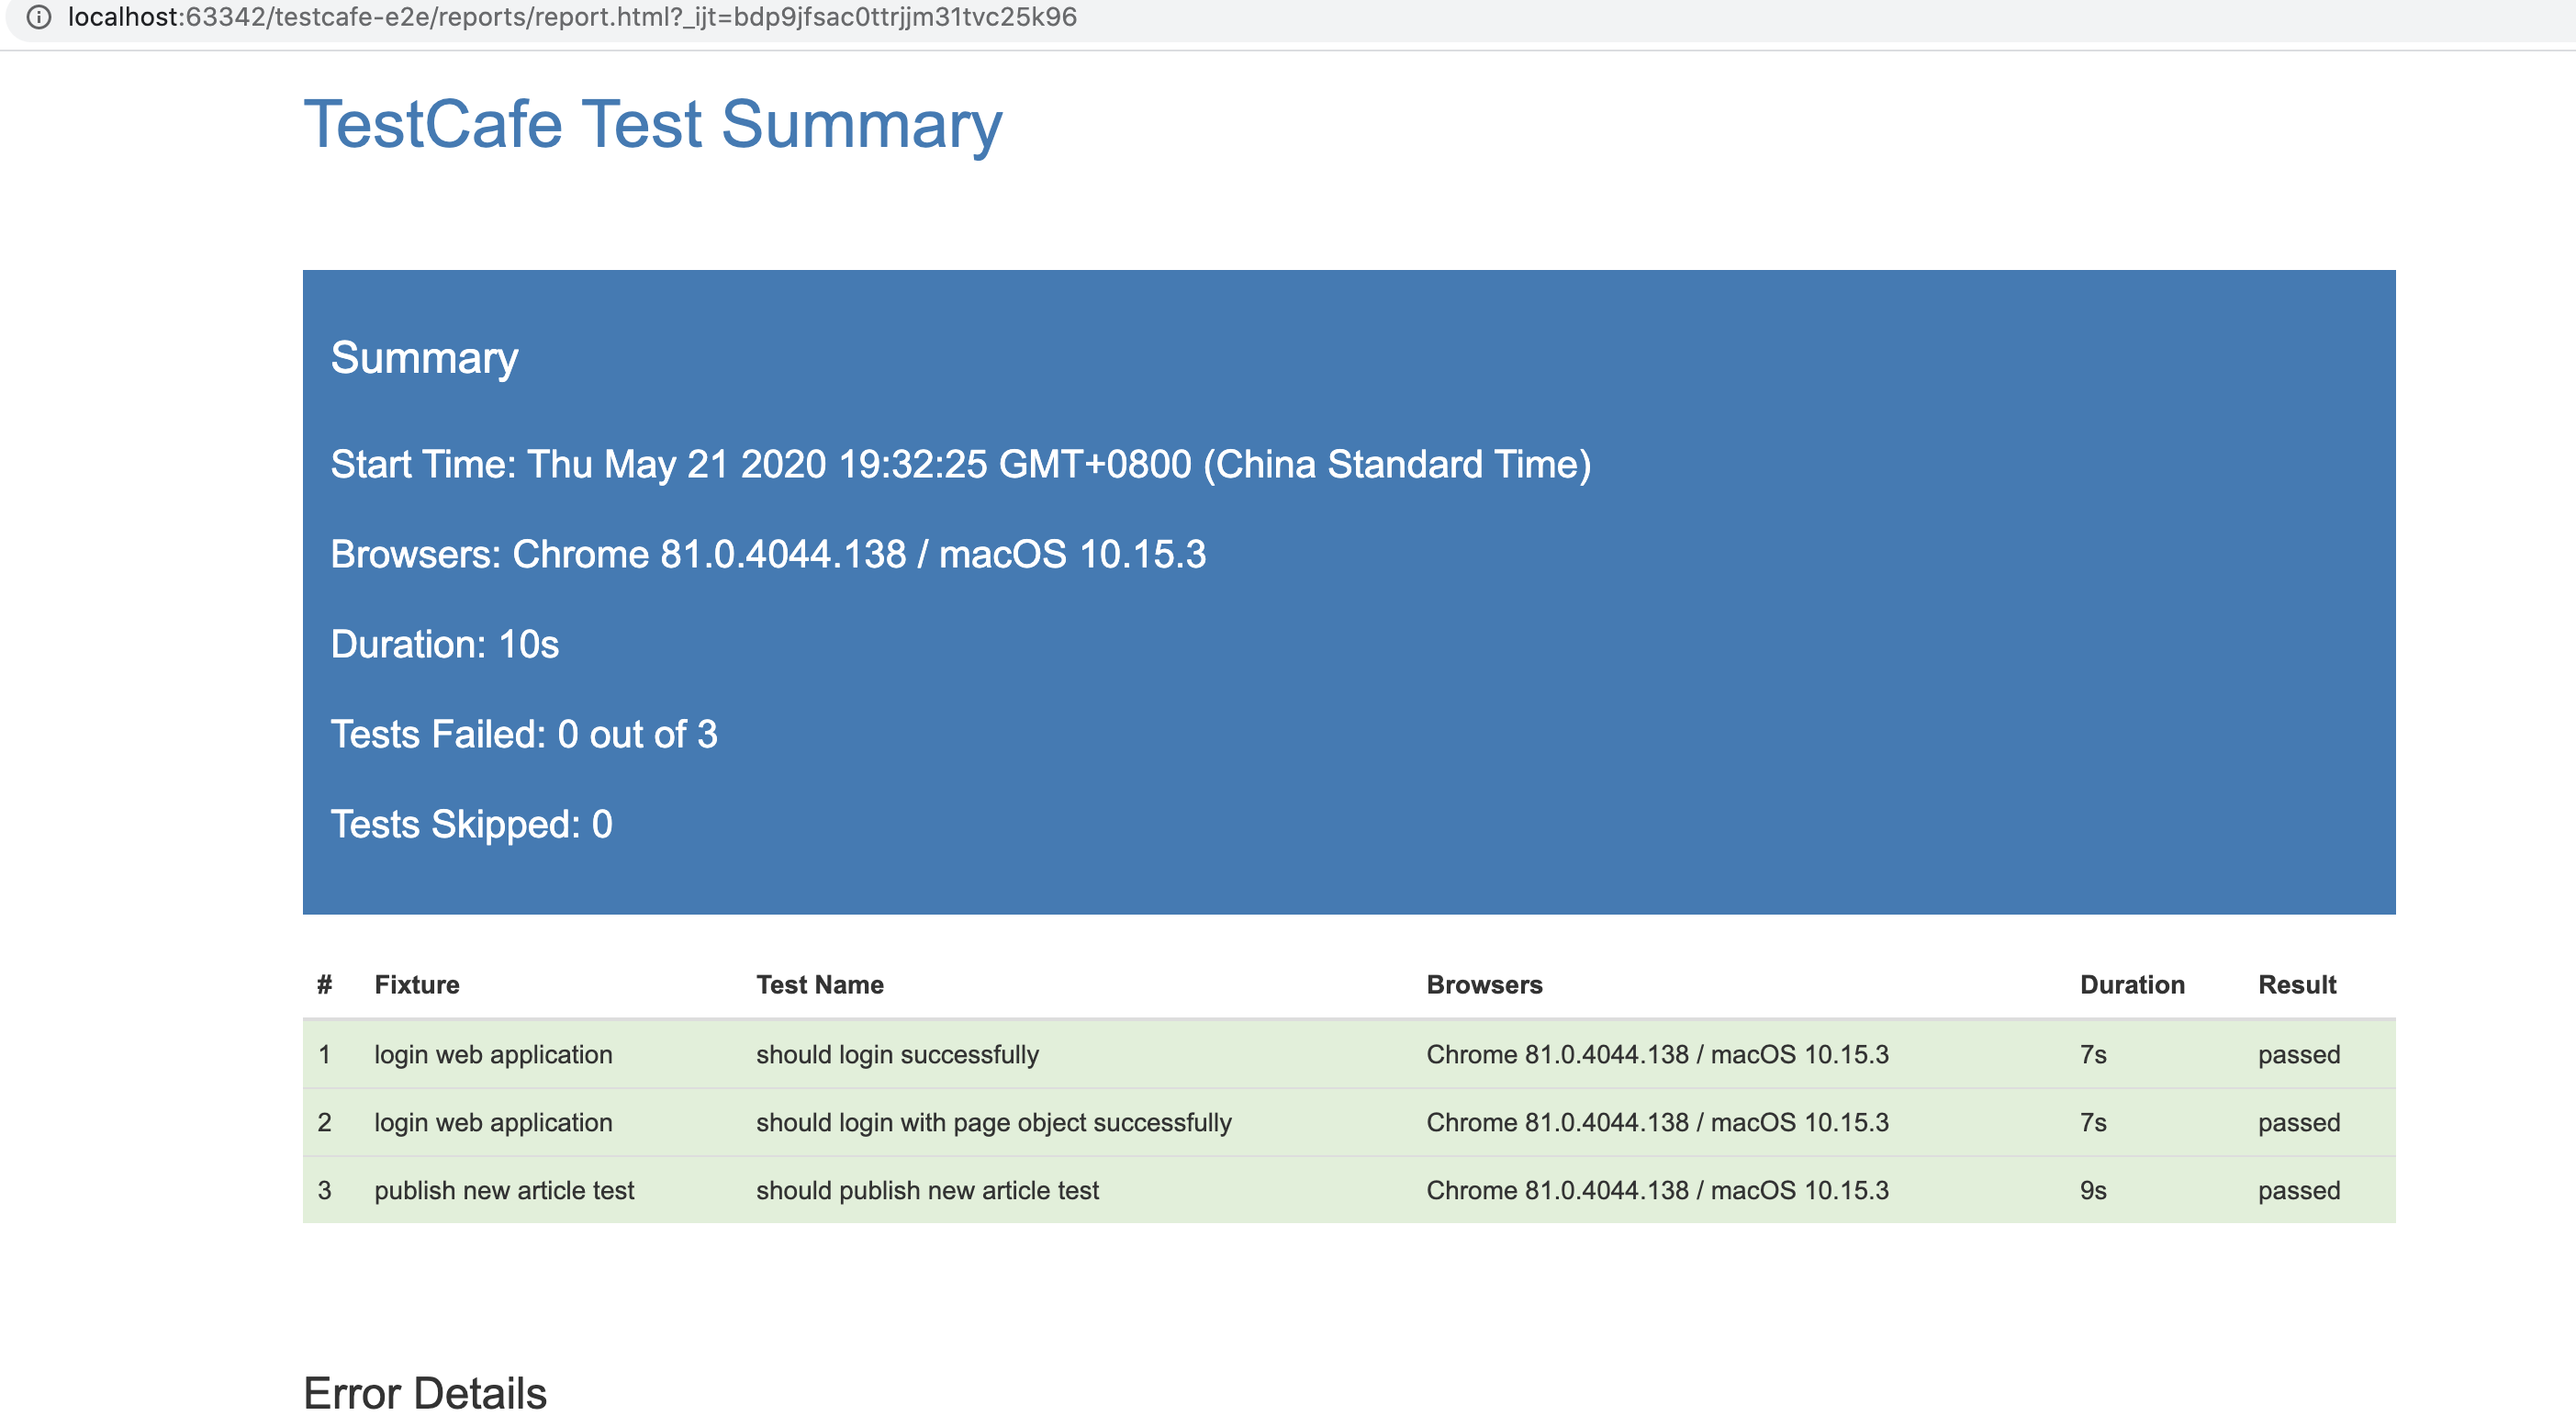 localhost:63342/testcafe-e2e/reports/report.html?_ijt=bdp9jfsac0ttrjjm31tvc25k96
TestCafe Test Summary
Summary
Start Time: Thu May 21 2020 19:32:25 GMT+0800 (China Standard Time)
Browsers: Chrome 81.0.4044.138 / macOS 10.15.3
Duration: 10s
Tests Failed: 0 out of 3
Tests Skipped: 0
# Fixture Test Name Browsers Duration Result
1 login web application should login successfully Chrome 81.0.4044.138 / macOS 10.15.3 7s passed
2 login web application should login with page object successfully Chrome 81.0.4044.138 / macOS 10.15.3 7s passed
3 publish new article test should publish new article test Chrome 81.0.4044.138 / macOS 10.15.3 9s passed
Error Details